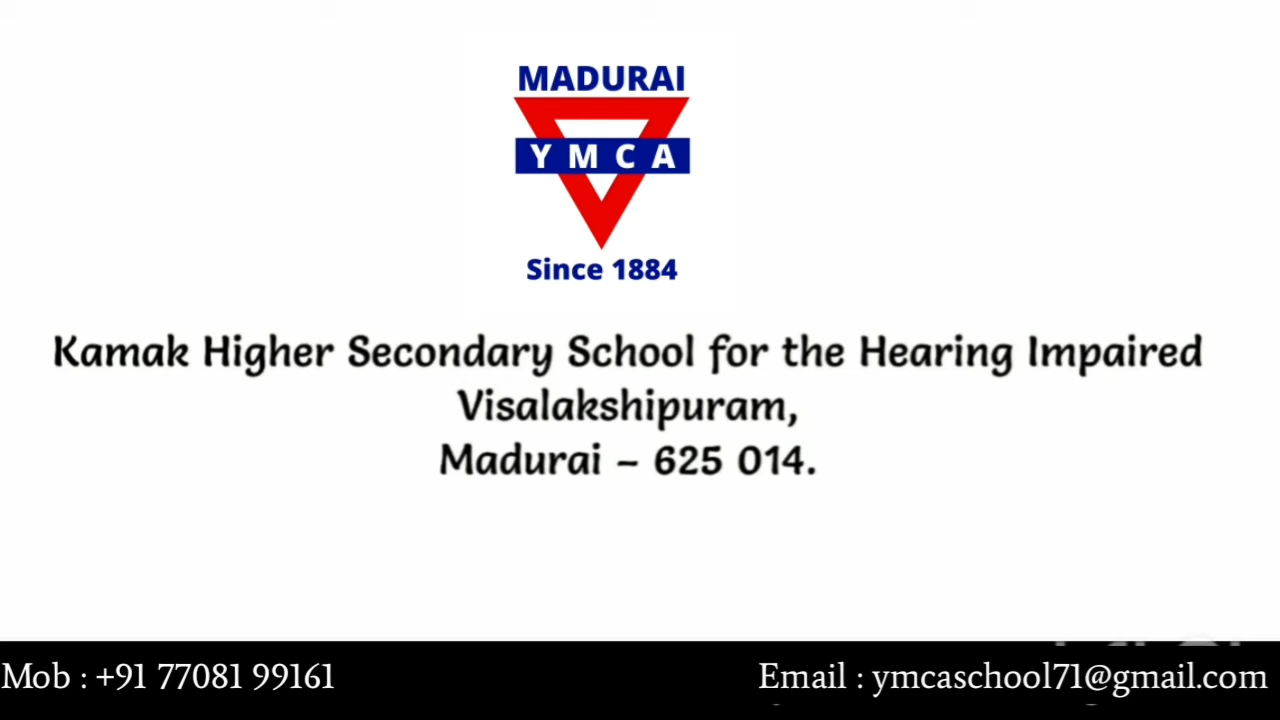 MADURAI
Y M C A
Since 1884
Kamak Higher Secondary School for the Hearing Impaired
Visalakshipuram,
Madurai – 625 014.
Mob : +91 77081 99161
Email : ymcaschool71@gmail.com